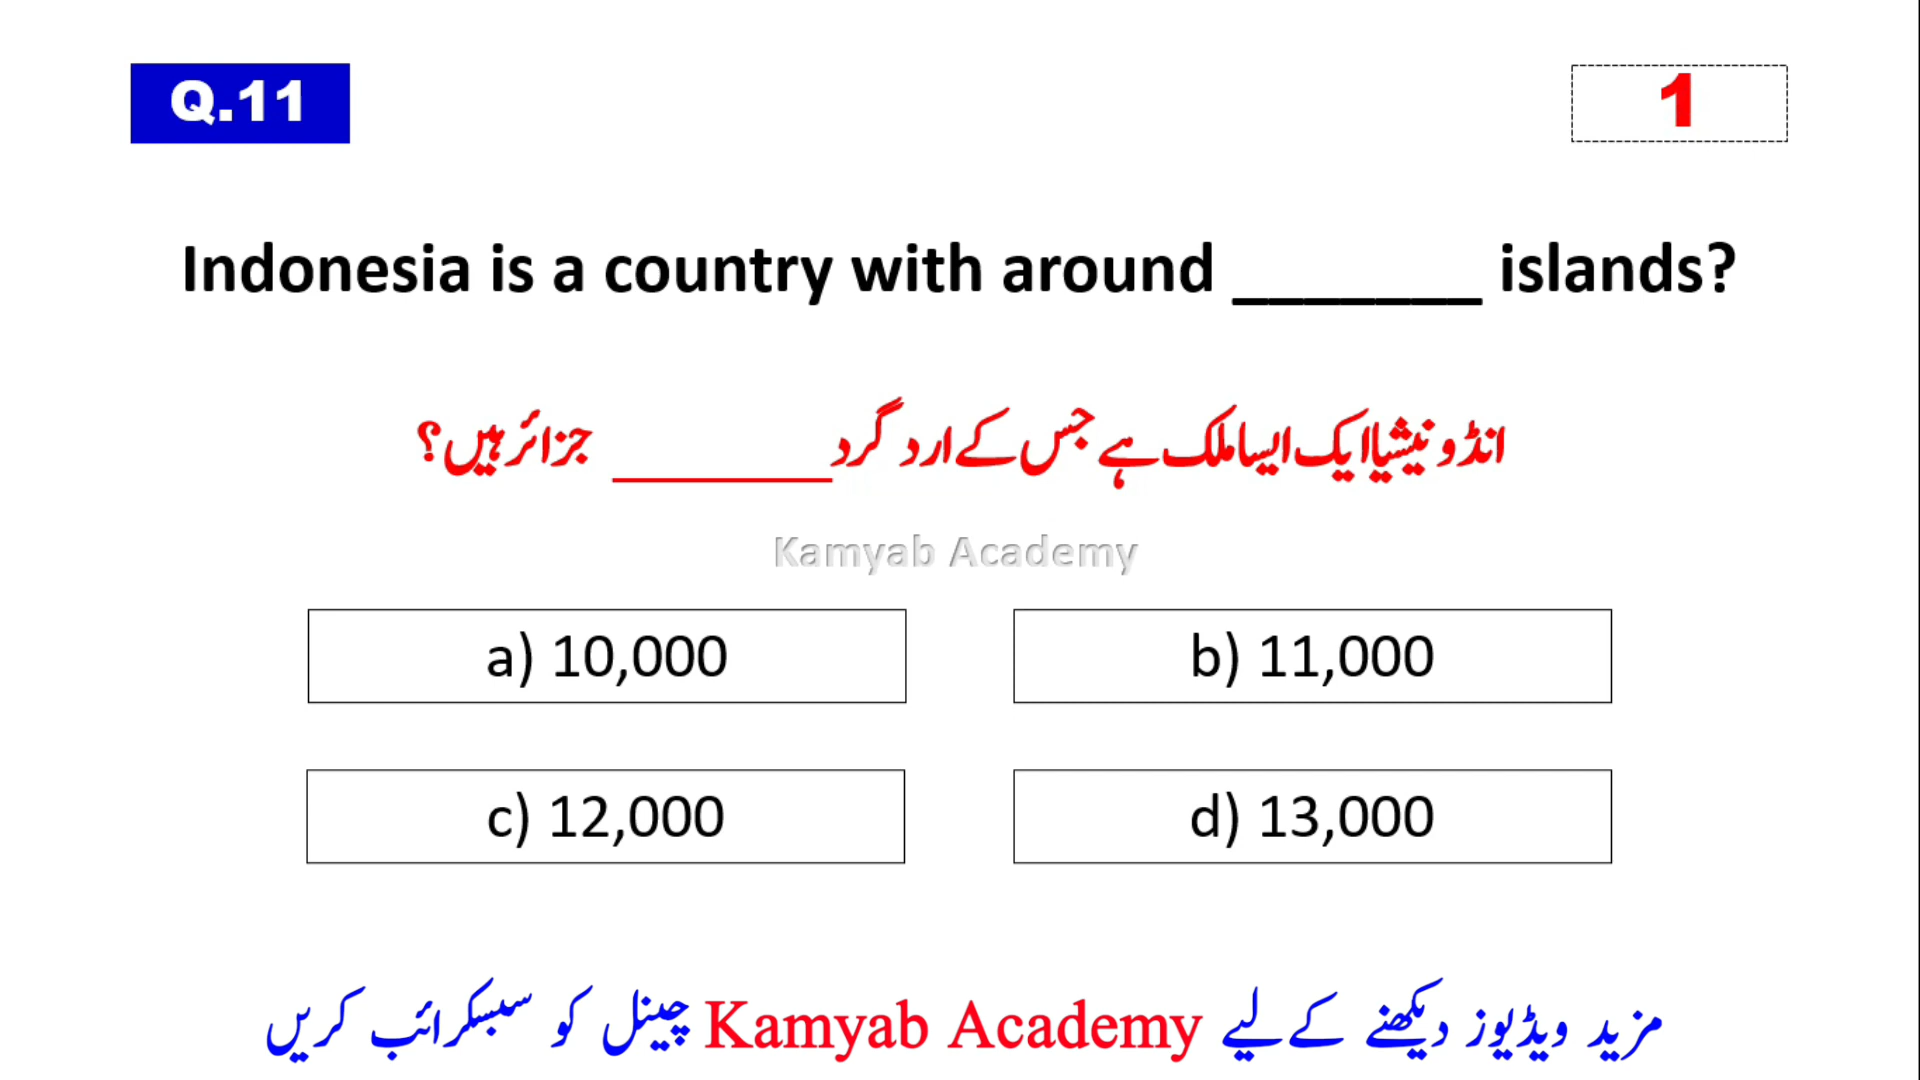 Q.11
1
Indonesia is a country with around _______ islands?
انڈونیشیا ایک ایسا ملک ہے جس کے ارد گرد _______ جزائر ہیں؟
Kamyab Academy
a) 10,000
b) 11,000
c) 12,000
d) 13,000
مزید ویڈیوز دیکھنے کے لیے Kamyab Academy چینل کو سبسکرائب کریں